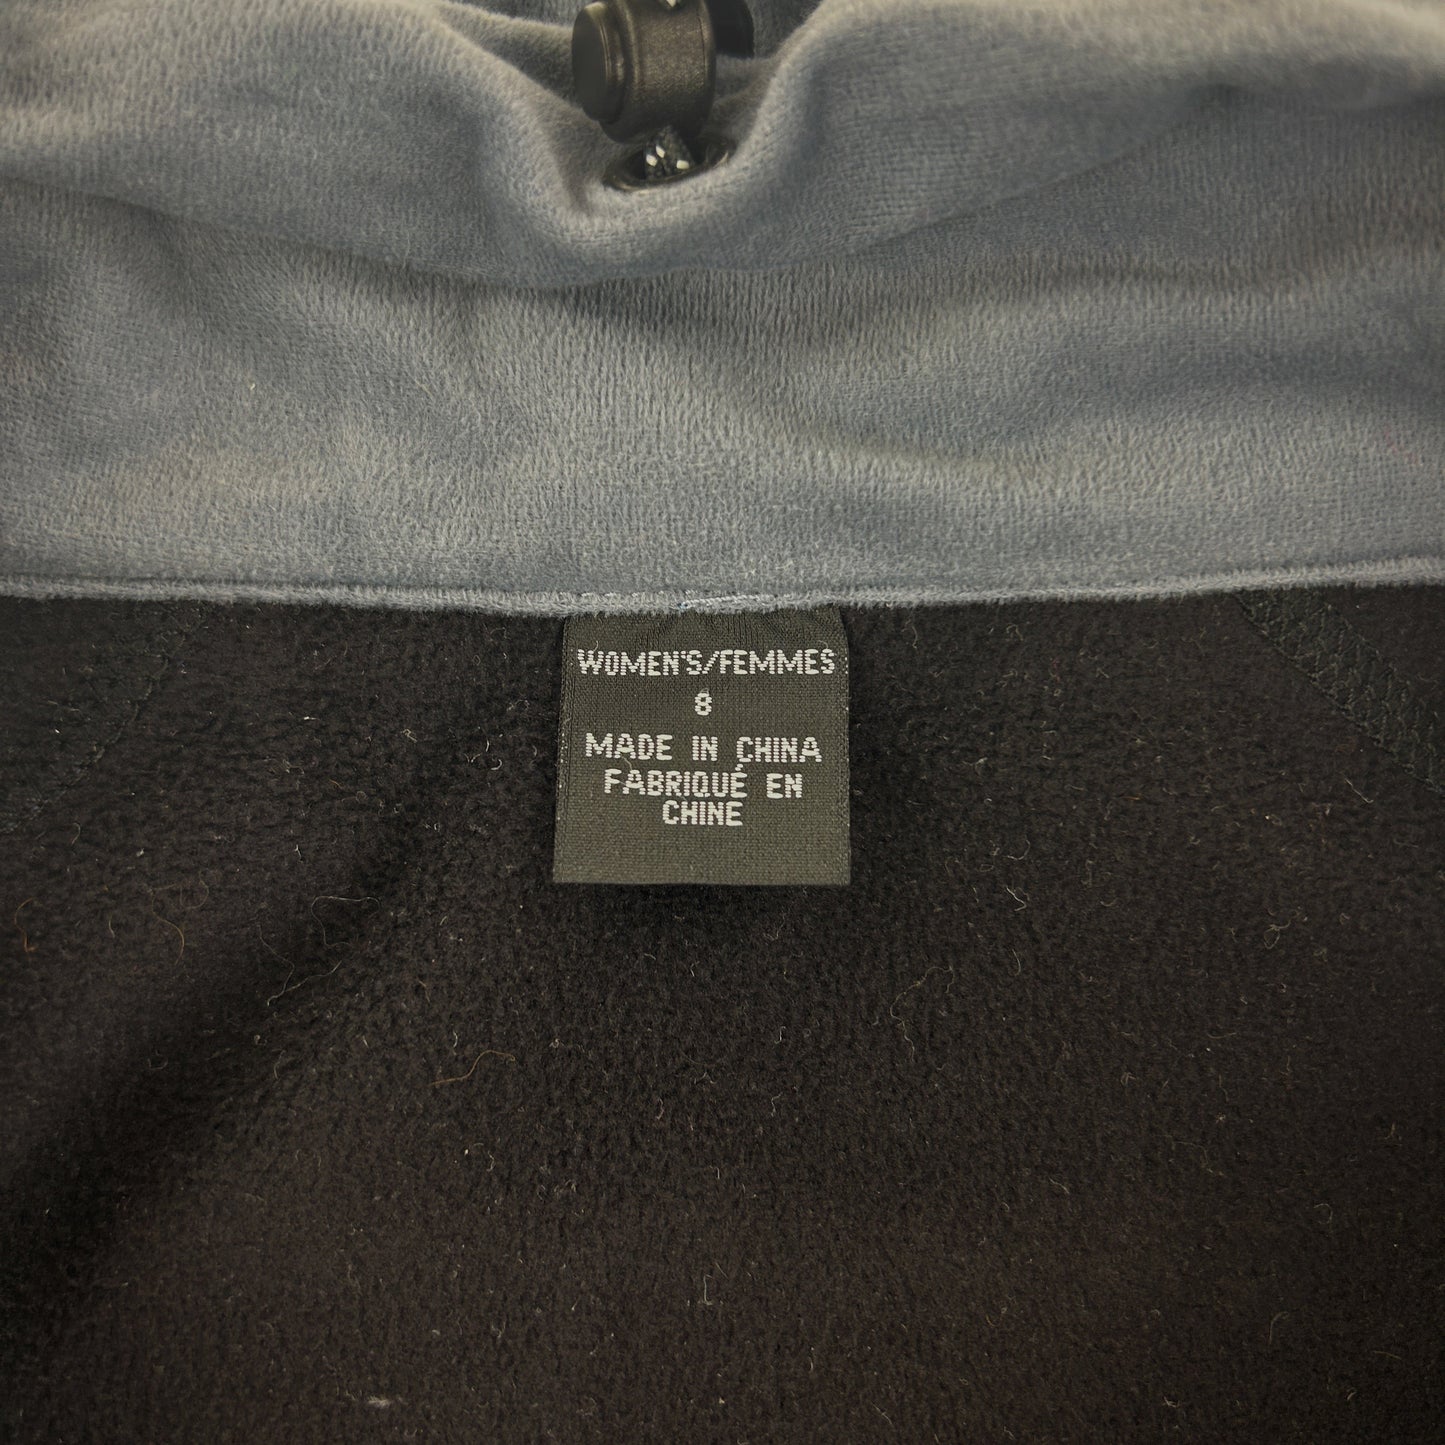 WOMEN'S/FEMMES
8
MADE IN CHINA
FABRIQUÉ EN
CHINE